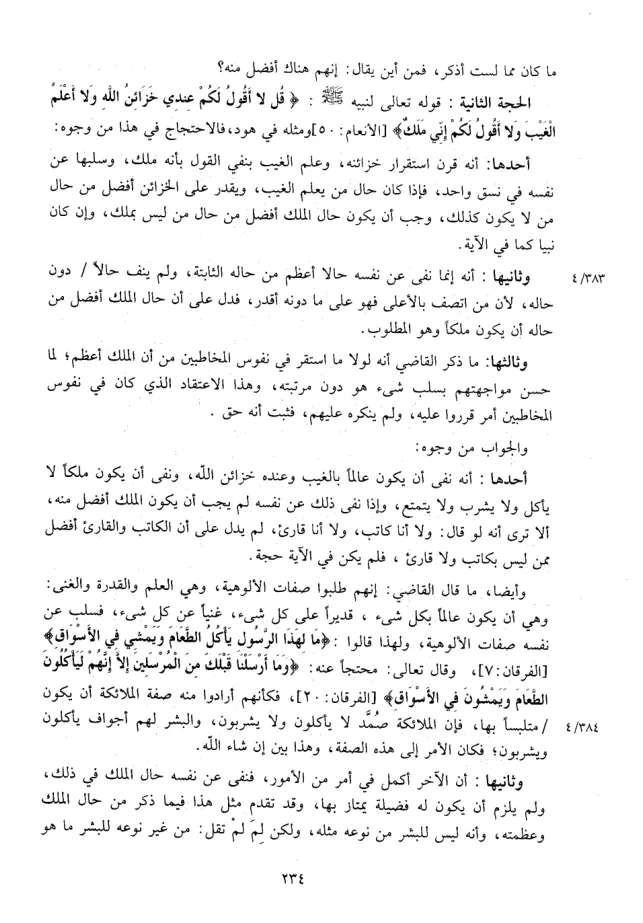 ما كان مما لست أذكر، فمن أين يقال: إنهم هناك أفضل منه؟
الحجة الثانية : قوله تعالى لنبيه ﷺ : ﴿ قُل لا أَقُولُ لَكُمْ عِندِي خَزَائِنُ اللَّهِ وَلا أَعْلَمُ
الْغَيْبَ وَلا أَقُولُ لَكُمْ إِنِّي مَلَكٌ﴾ [الأنعام:٥٠]ومثله في هود،فالاحتجاج في هذا من وجوه:
أحدها: أنه قرن استقرار خزائنه، وعلم الغيب بنفي القول بأنه ملك، وسلبها عن
نفسه في نسق واحد، فإذا كان حال من يعلم الغيب، ويقدر على الخزائن أفضل من حال
من لا يكون كذلك، وجب أن يكون حال الملك أفضل من حال من ليس بملك، وإن كان
نبيا كما في الآية.
وثانيها : أنه إنما نفى عن نفسه حالا أعظم من حاله الثابتة، ولم ينف حالاً / دون
٤/٣٨٣
حاله، لأن من اتصف بالأعلى فهو على ما دونه أقدر، فدل على أن حال الملك أفضل من
حاله أن يكون ملكاً وهو المطلوب.
وثالثها: ما ذكر القاضي أنه لولا ما استقر في نفوس المخاطبين من أن الملك أعظم؛ لما
حسن مواجهتهم بسلب شىء هو دون مرتبته، وهذا الاعتقاد الذي كان في نفوس
المخاطبين أمر قرروا عليه، ولم ينكره عليهم، فثبت أنه حق .
والجواب من وجوه:
أحدها : أنه نفى أن يكون عالماً بالغيب وعنده خزائن الله، ونفى أن يكون ملكاً لا
يأكل ولا يشرب ولا يتمتع، وإذا نفى ذلك عن نفسه لم يجب أن يكون الملك أفضل منه،
ألا ترى أنه لو قال: ولا أنا كاتب، ولا أنا قارئ، لم يدل على أن الكاتب والقارئ أفضل
ممن ليس بكاتب ولا قارئ ، فلم يكن في الآية حجة.
وأيضا، ما قال القاضي: إنهم طلبوا صفات الألوهية، وهي العلم والقدرة والغنى:
وهي أن يكون عالماً بكل شىء ، قديراً على كل شىء، غنياً عن كل شىء، فسلب عن
نفسه صفات الألوهية، ولهذا قالوا :﴿مَا لِهَذَا الرَّسُولِ يَأْكُلُ الطَّعَامَ وَيَمْشِي فِي الأَسْوَاقِ﴾
[الفرقان:٧]، وقال تعالى: محتجاً عنه: ﴿وَمَا أَرْسَلْنَا قَبْلَكَ مِنَ الْمُرْسَلِينَ إِلاَّ إِنَّهُمْ لَيَأْكُلُونَ
الطَّعَامَ وَيَمْشُونَ فِي الأَسْوَاقِ﴾ [الفرقان:٢٠]، فكأنهم أرادوا منه صفة الملائكة أن يكون
/ متلبساً بها، فإن الملائكة صُمُد لا يأكلون ولا يشربون، والبشر لهم أجواف يأكلون
٤/٣٨٤
ويشربون؛ فكان الأمر إلى هذه الصفة، وهذا بين إن شاء الله.
وثانيها : أن الآخر أكمل في أمر من الأمور، فنفى عن نفسه حال الملك في ذلك،
ولم يلزم أن يكون له فضيلة يمتاز بها، وقد تقدم مثل هذا فيما ذكر من حال الملك
وعظمته، وأنه ليس للبشر من نوعه مثله، ولكن لِمَ لَمْ تقل: من غير نوعه للبشر ما هو
٢٣٤